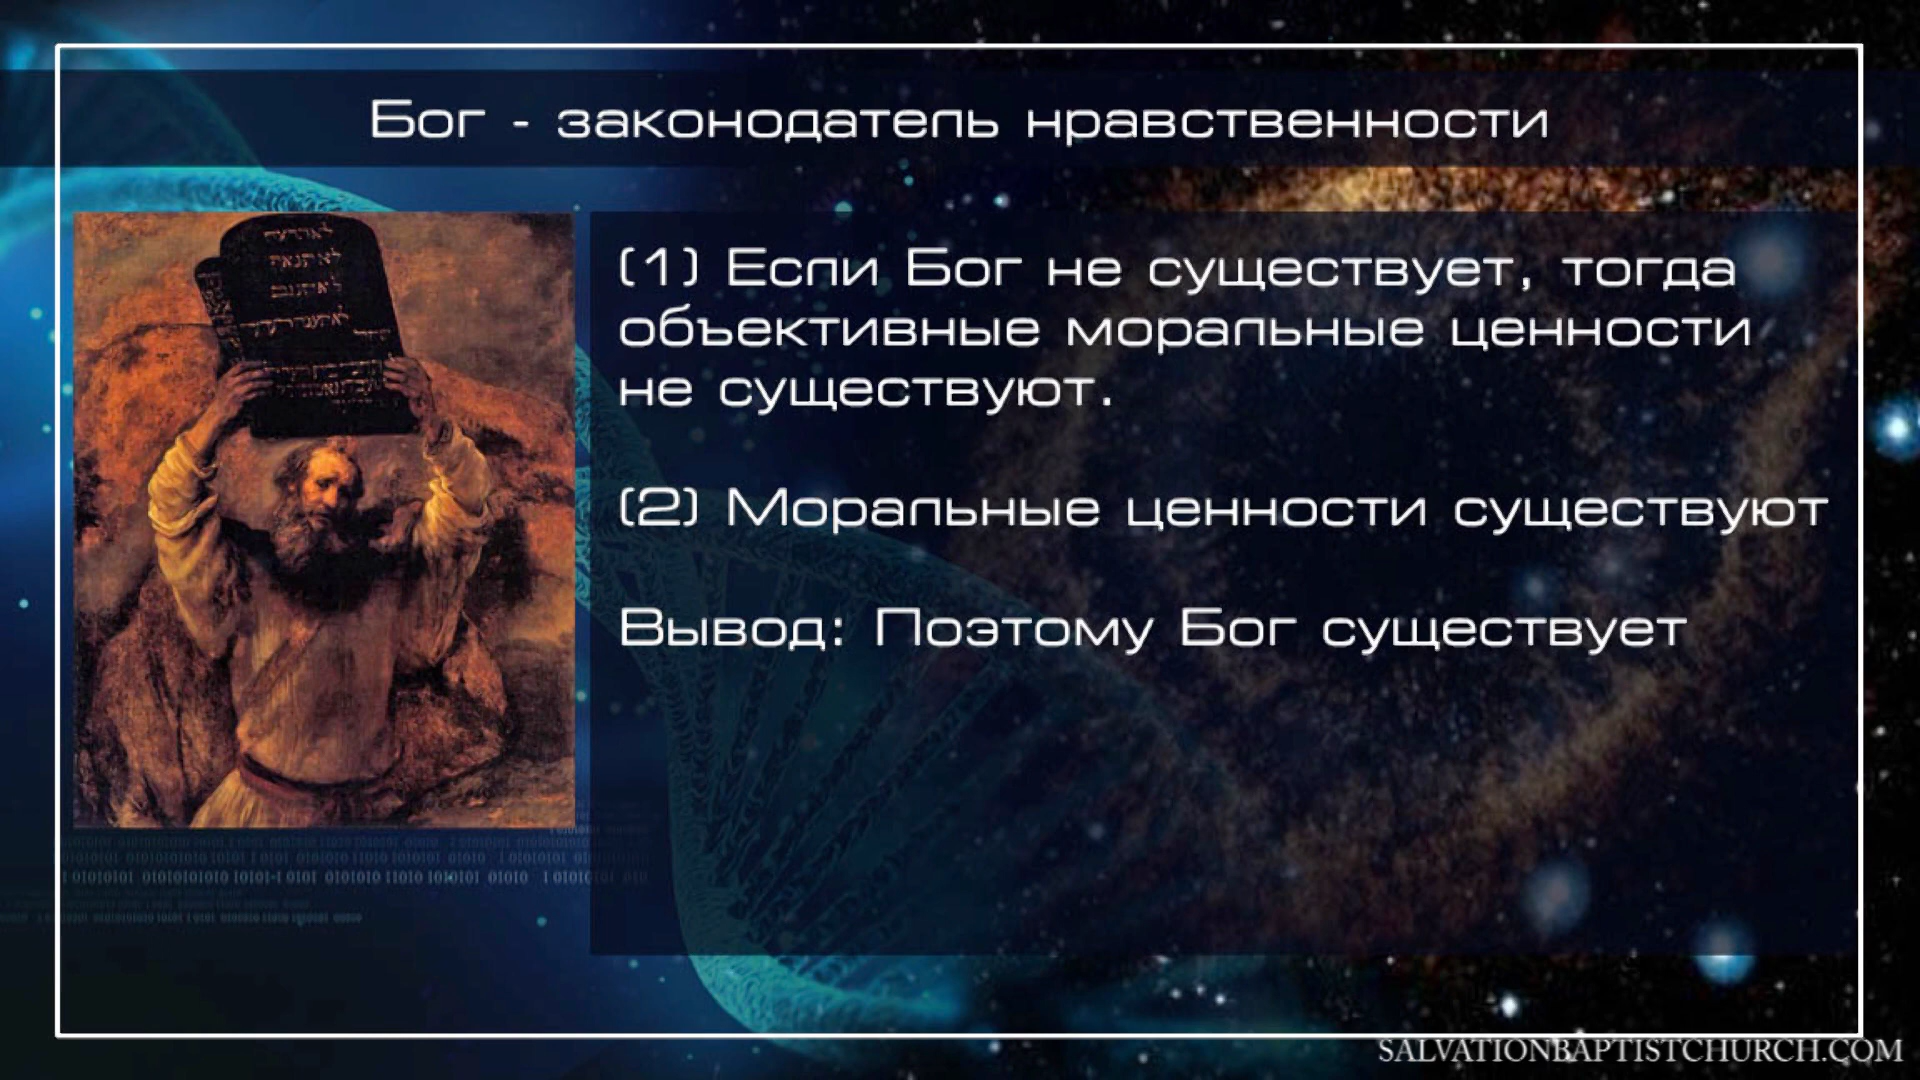 Бог - законодатель нравственности
(1) Если Бог не существует, тогда
объективные моральные ценности
не существуют.
(2) Моральные ценности существуют
Вывод: Поэтому Бог существует
SALVATIONBAPTISTCHURCH.COM